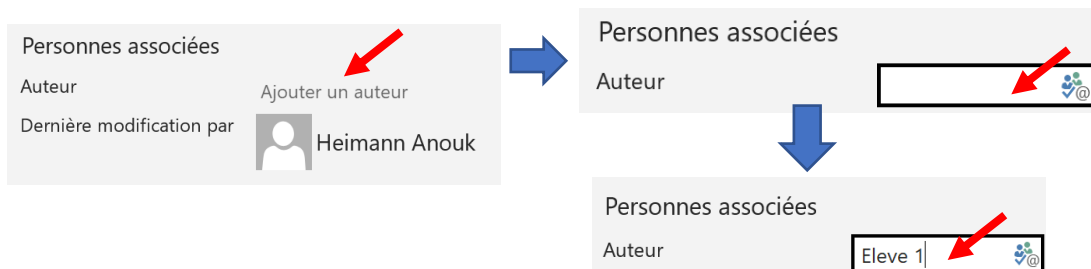 Personnes associées
Auteur
Ajouter un auteur
Dernière modification par
Heimann Anouk
Personnes associées
Auteur
@
Personnes associées
Auteur
Eleve 1
@